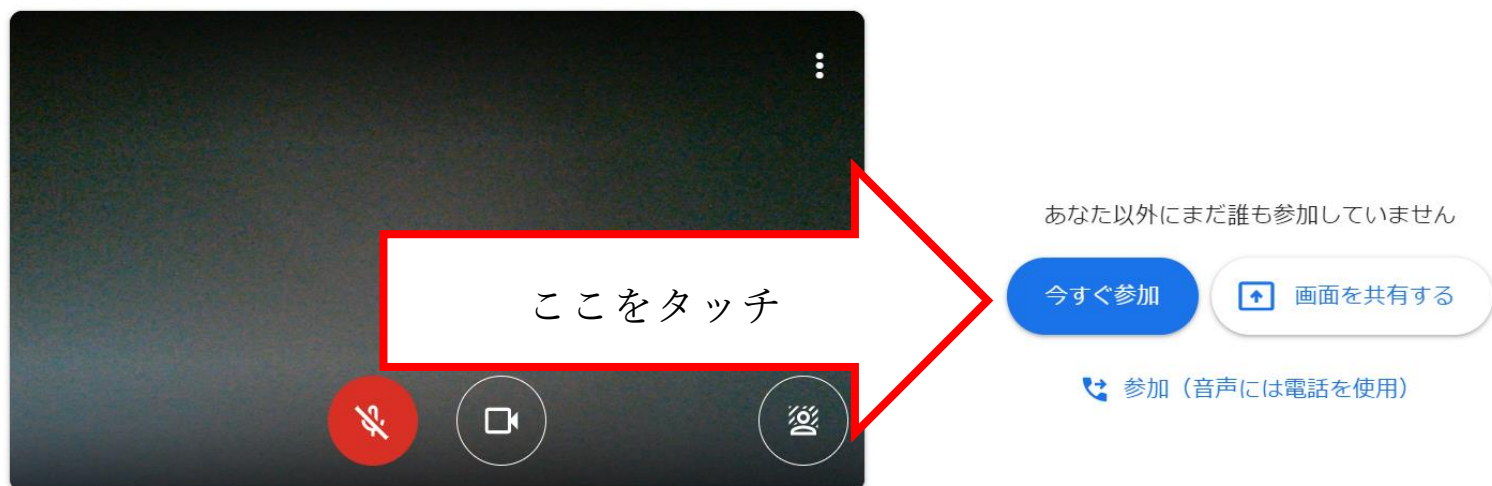 あなた以外にまだ誰も参加していません
ここをタッチ
今すぐ参加
画面を共有する
参加（音声には電話を使用）